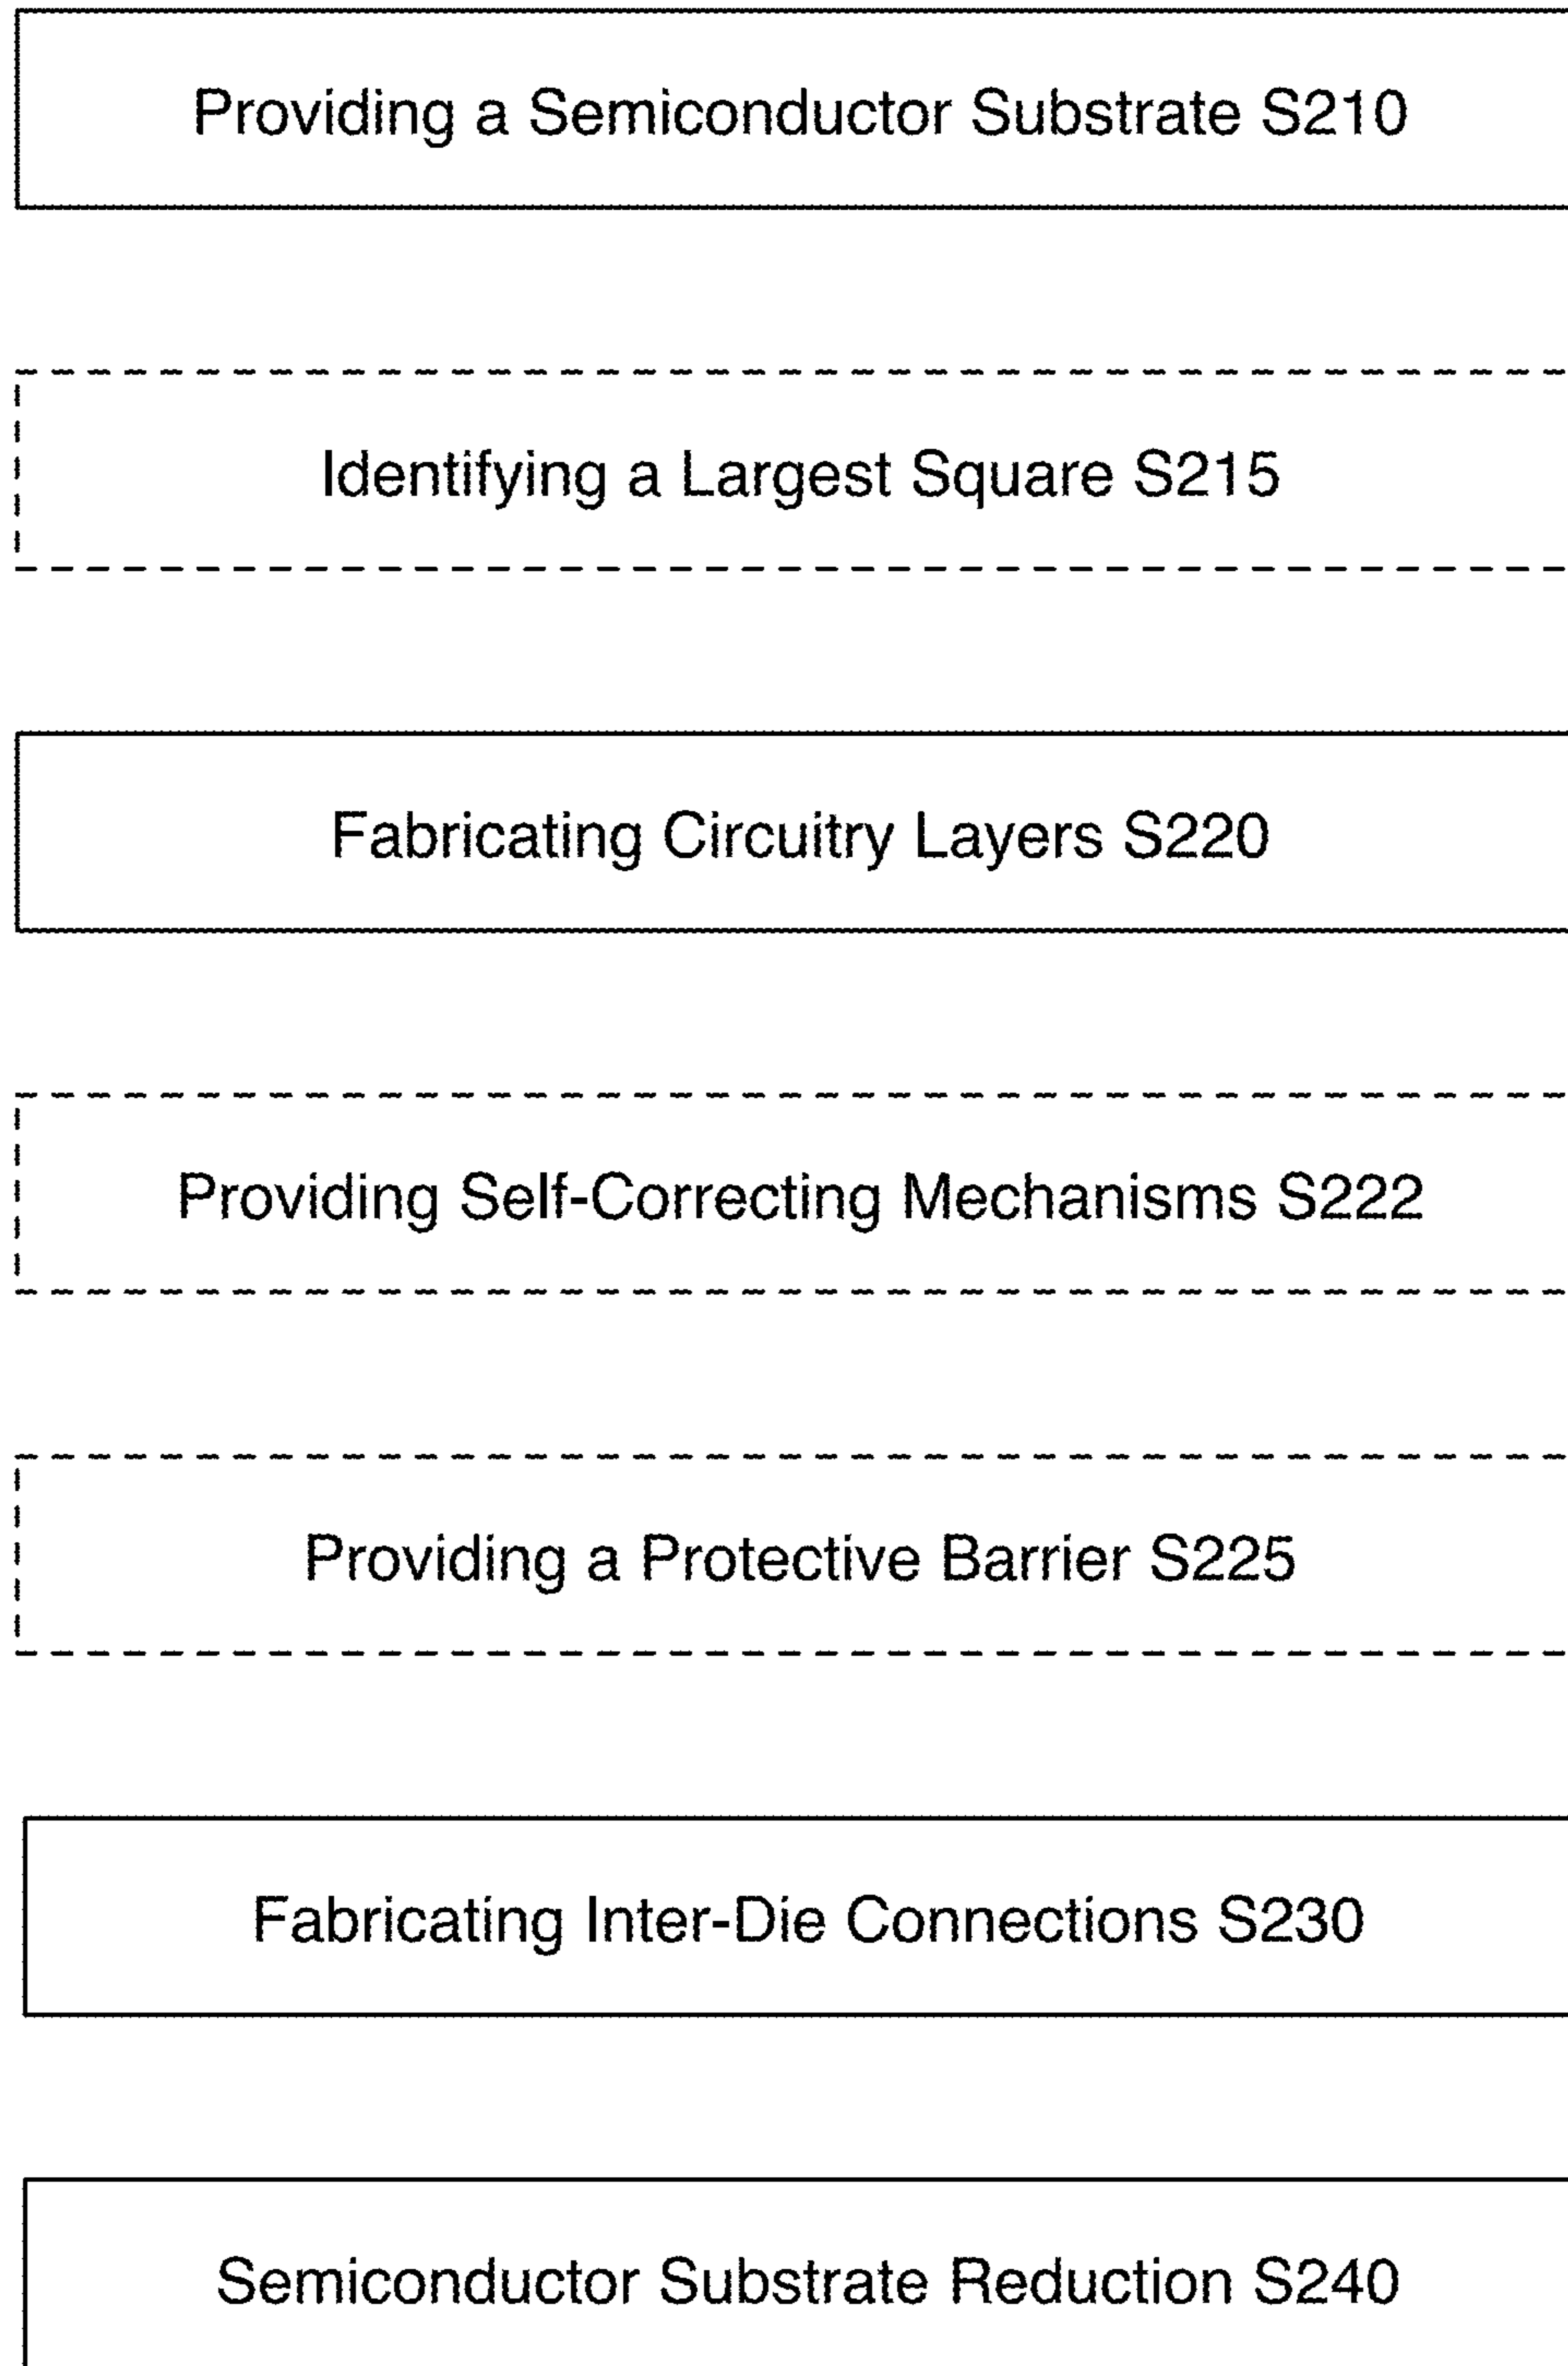 Providing a Semiconductor Substrate S210
Identifying a Largest Square S215
Fabricating Circuitry Layers S220
Providing Self-Correcting Mechanisms S222
Providing a Protective Barrier S225
Fabricating Inter-Die Connections S230
Semiconductor Substrate Reduction S240